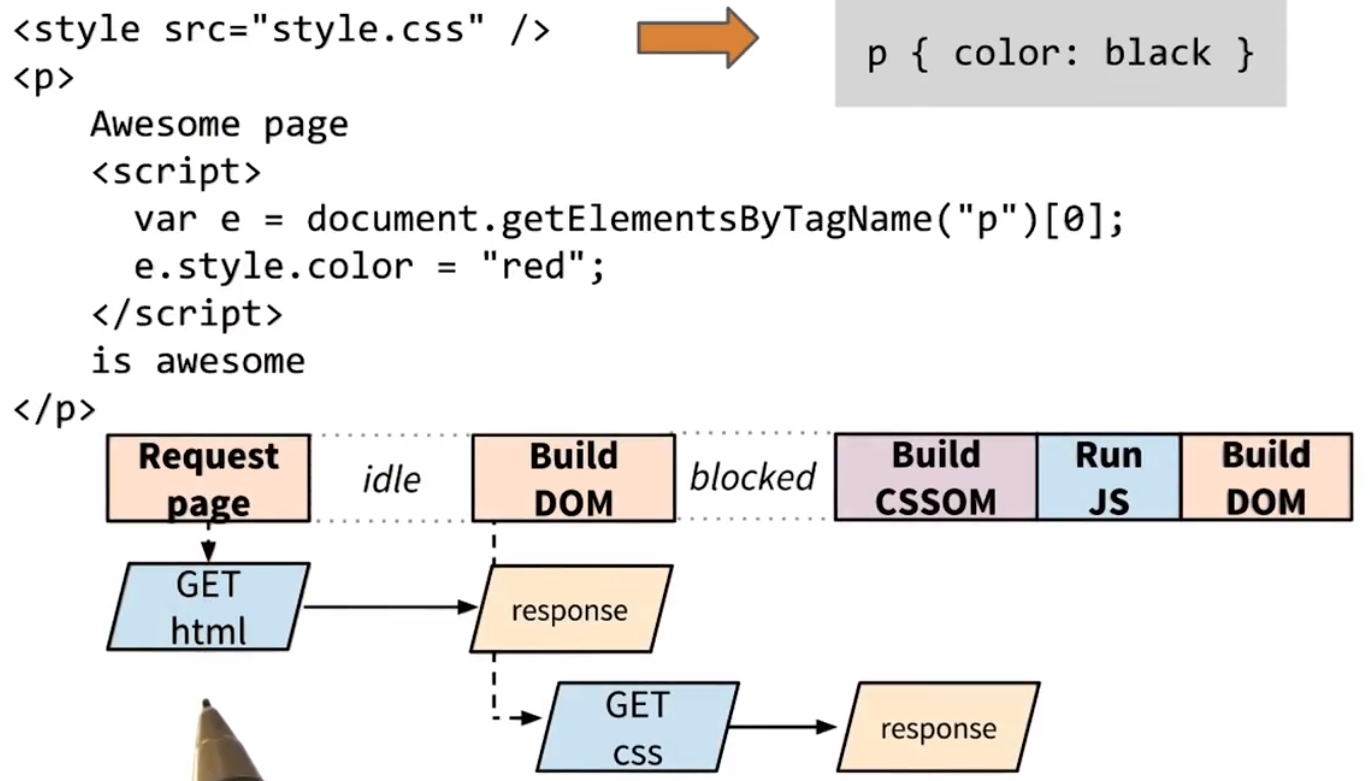 <style src="style.css" />
p { color: black }
<p>
Awesome page
<script>
var e = document.getElementsByTagName("p")[0];
e.style.color = "red";
</script>
is awesome
</p>
Request
page
idle
Build
DOM
blocked
Build
CSSOM
Run
JS
Build
DOM
GET
html
response
GET
css
response